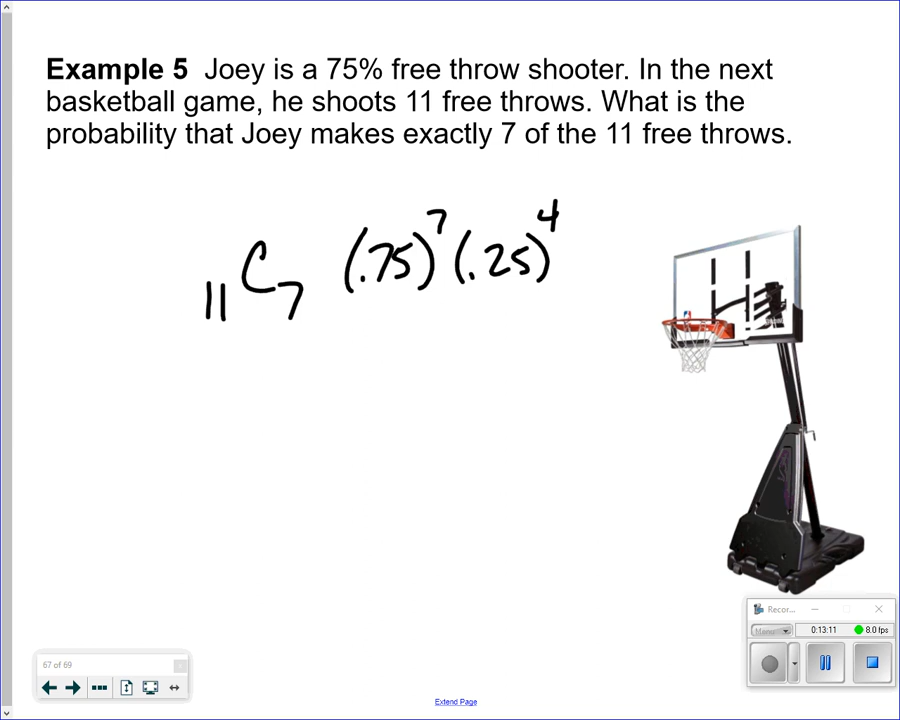 Example 5 Joey is a 75% free throw shooter. In the next
basketball game, he shoots 11 free throws. What is the
probability that Joey makes exactly 7 of the 11 free throws.
₁₁C₇ (.75)⁷(.25)⁴
Recor...
0:13:11 8.0 fps
67 of 69
Extend Page